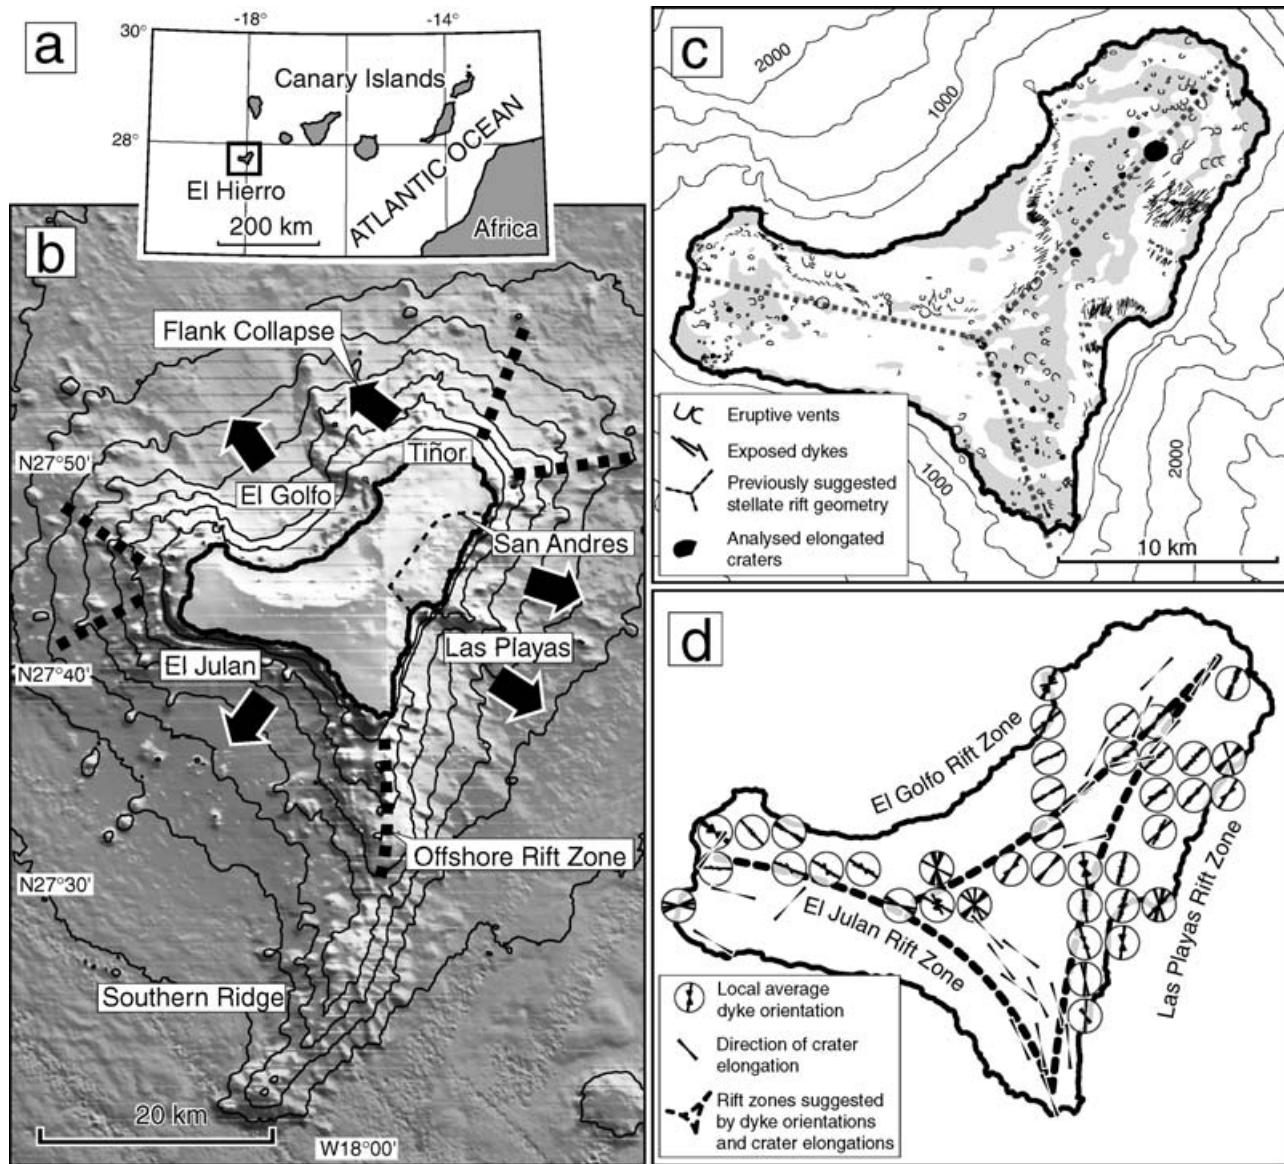 a
-18°
-14°
30°
Canary Islands
28°
El Hierro
200 km
ATLANTIC OCEAN
Africa
b
Flank Collapse
Tiñor
N27°50'
El Golfo
San Andres
Las Playas
N27°40'
El Julan
Offshore Rift Zone
N27°30'
Southern Ridge
20 km
W18°00'
c
2000
1000
1000
2000
Eruptive vents
Exposed dykes
Previously suggested
stellate rift geometry
Analysed elongated
craters
10 km
d
El Golfo Rift Zone
El Julan Rift Zone
Las Playas Rift Zone
Local average
dyke orientation
Direction of crater
elongation
Rift zones suggested
by dyke orientations
and crater elongations